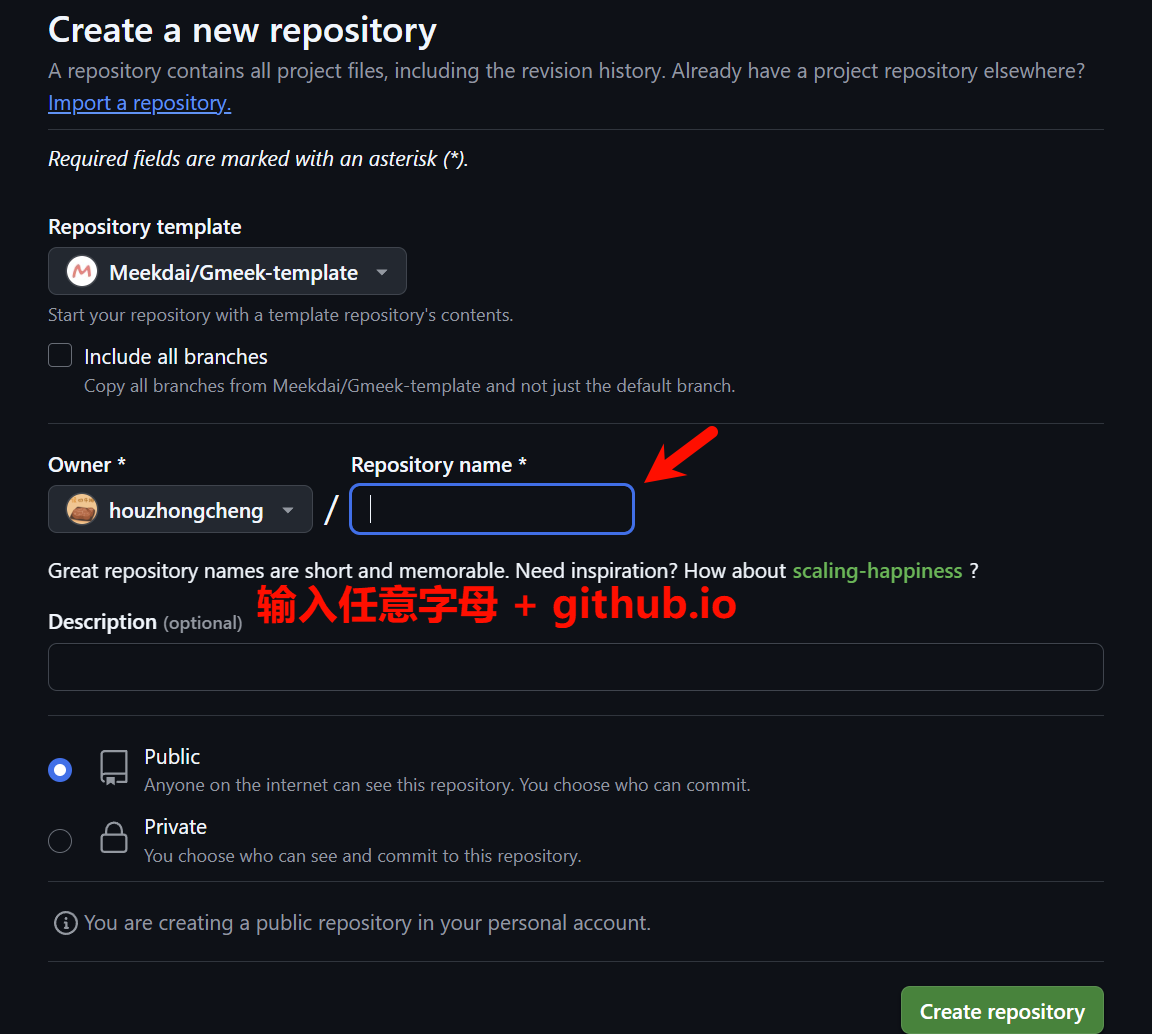 Create a new repository
A repository contains all project files, including the revision history. Already have a project repository elsewhere?
Import a repository.
Required fields are marked with an asterisk (*).
Repository template
Meekdai/Gmeek-template
Start your repository with a template repository's contents.
Include all branches
Copy all branches from Meekdai/Gmeek-template and not just the default branch.
Owner * Repository name *
houzhongcheng /
Great repository names are short and memorable. Need inspiration? How about scaling-happiness ?
输入任意字母 + github.io
Description (optional)
Public
Anyone on the internet can see this repository. You choose who can commit.
Private
You choose who can see and commit to this repository.
You are creating a public repository in your personal account.
Create repository